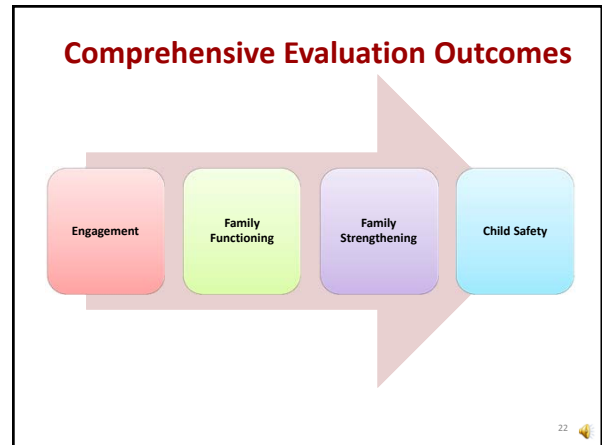 Comprehensive Evaluation Outcomes
Engagement
Family
Functioning
Family
Strengthening
Child Safety
22